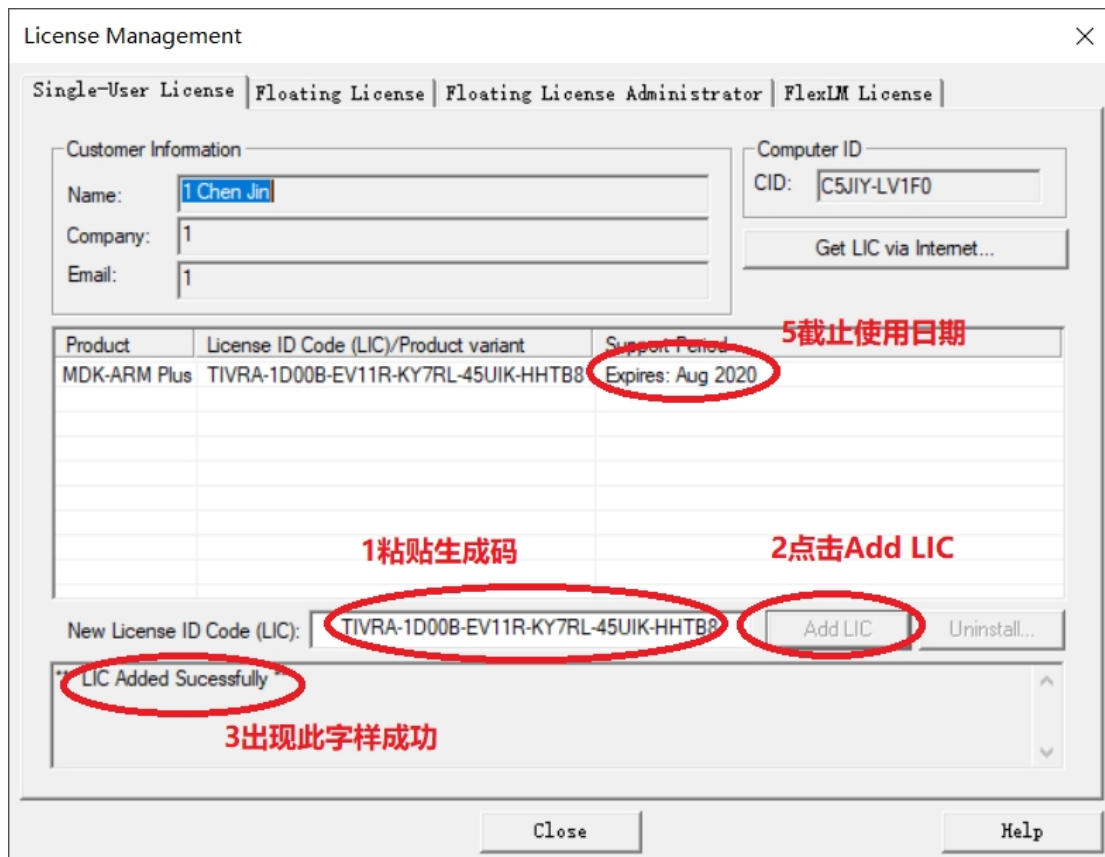 License Management
Single-User License
Floating License
Floating License Administrator
FlexLM License
Customer Information
Name:
1 Chen Jin
Company:
1
Email:
1
Computer ID
CID:
C5JIY-LV1F0
Get LIC via Internet...
5截止使用日期
Product
License ID Code (LIC)/Product variant
Support Period
MDK-ARM Plus
TIVRA-1D00B-EV11R-KY7RL-45UIK-HHTB8
Expires: Aug 2020
1粘贴生成码
2点击Add LIC
New License ID Code (LIC):
TIVRA-1D00B-EV11R-KY7RL-45UIK-HHTB8
Add LIC
Uninstall...
** LIC Added Sucessfully **
3出现此字样成功
Close
Help